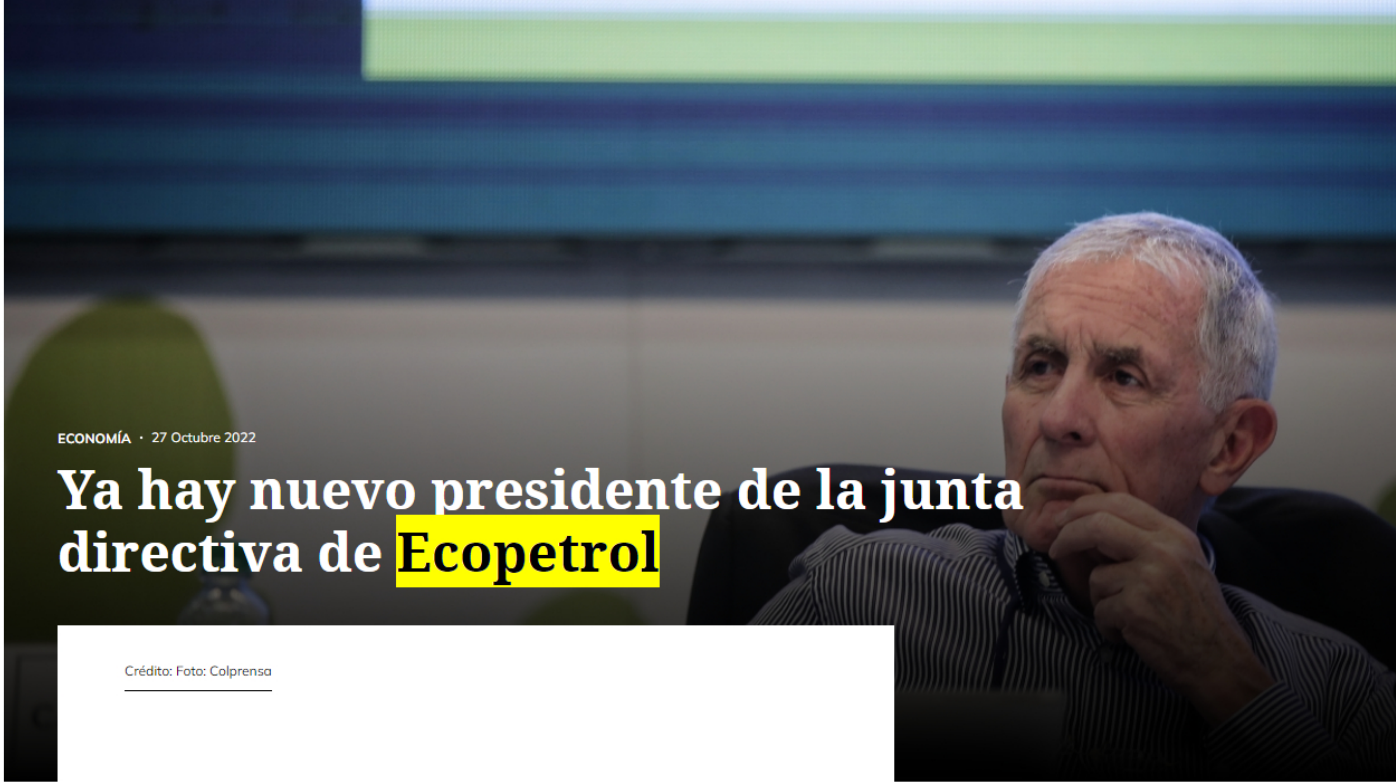 ECONOMÍA · 27 Octubre 2022
Ya hay nuevo presidente de la junta
directiva de Ecopetrol
Crédito: Foto: Colprensa